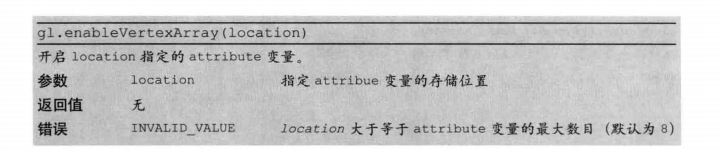 gl.enableVertexArray(location)
开启 location 指定的 attribute 变量。
参数 location 指定 attribue 变量的存储位置
返回值 无
错误 INVALID_VALUE location 大于等于 attribute 变量的最大数目 (默认为 8)